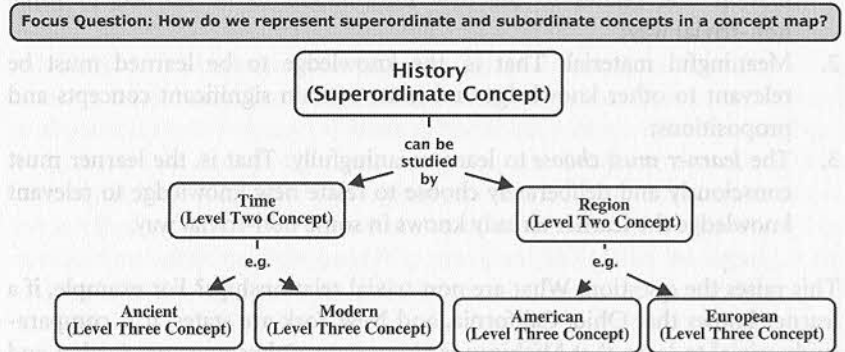 Focus Question: How do we represent superordinate and subordinate concepts in a concept map?
History
(Superordinate Concept)
can be
studied
by
Time
(Level Two Concept)
Region
(Level Two Concept)
e.g.
e.g.
Ancient
(Level Three Concept)
Modern
(Level Three Concept)
American
(Level Three Concept)
European
(Level Three Concept)
2. Meaningful material: That is, the knowledge to be learned must be
relevant to other knowledge and must contain significant concepts and
propositions.
3. The learner must choose to learn meaningfully: That is, the learner must
consciously and deliberately choose to relate new knowledge to relevant
knowledge the learner already knows in some nontrivial way.
This raises the question: What are nontrivial relationships? For example, if a